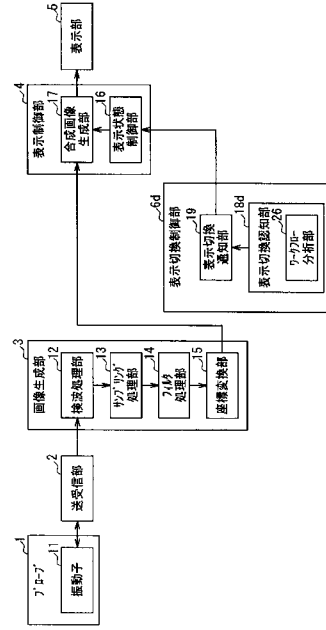 1
プローブ
11
振動子
2
送受信部
3
画像生成部
12
検波処理部
13
サンプリング
処理部
14
フィルタ
処理部
15
座標変換部
4
表示制御部
17
合成画像
生成部
16
表示状態
制御部
5
表示部
6d
表示切換制御部
19
表示切換
通知部
18d
表示切換認知部
26
ワークフロー
分析部